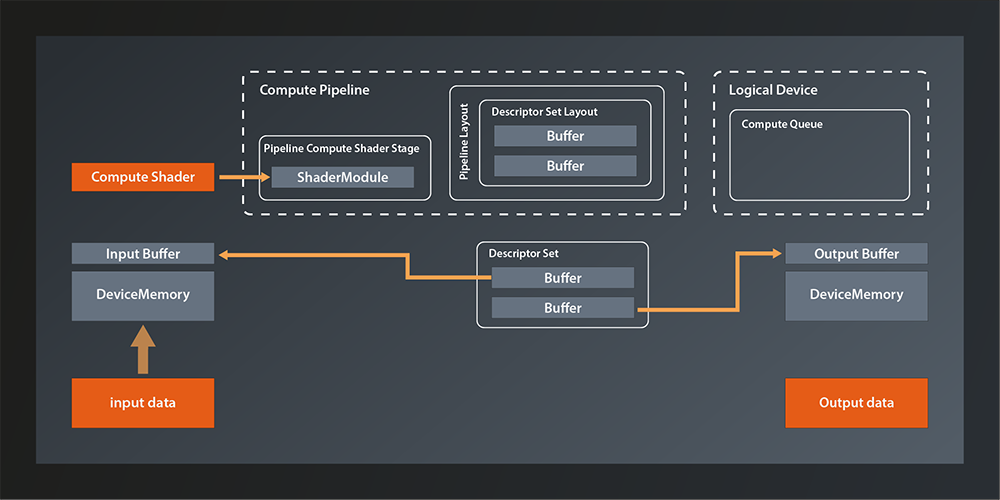 Compute Pipeline
Logical Device
Pipeline Layout
Descriptor Set Layout
Buffer
Buffer
Compute Queue
Pipeline Compute Shader Stage
ShaderModule
Compute Shader
Input Buffer
DeviceMemory
Descriptor Set
Buffer
Buffer
Output Buffer
DeviceMemory
input data
Output data